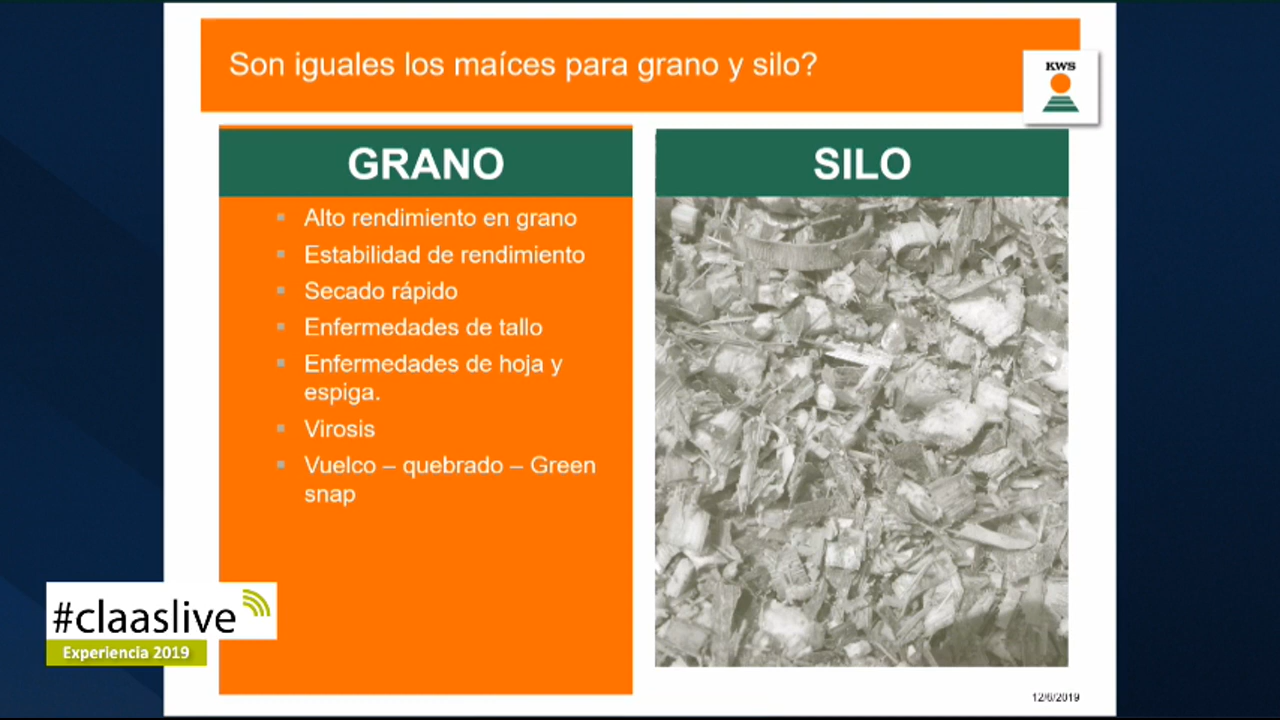 Son iguales los maíces para grano y silo?
KWS
GRANO
Alto rendimiento en grano
Estabilidad de rendimiento
Secado rápido
Enfermedades de tallo
Enfermedades de hoja y
espiga.
Virosis
Vuelco – quebrado – Green
snap
SILO
#claaslive
Experiencia 2019
12/6/2019